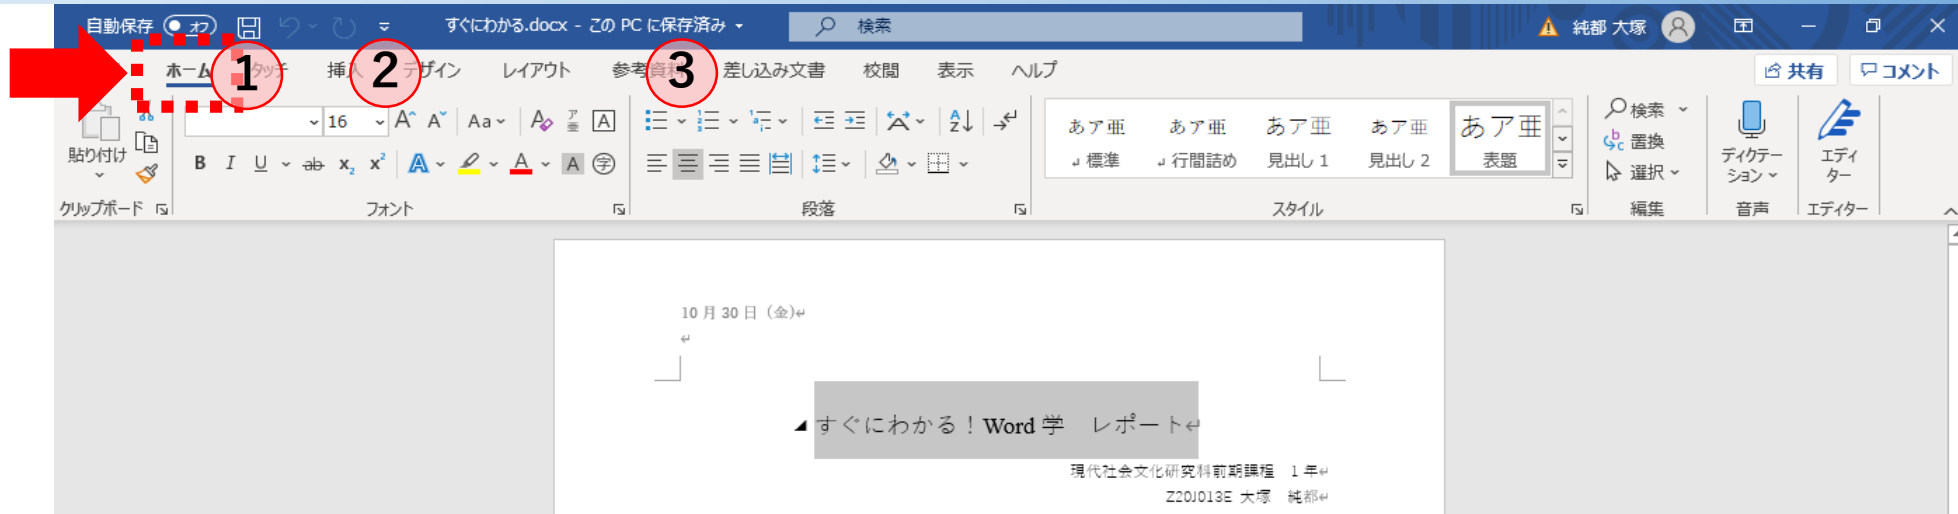 自動保存 オフ すぐにわかる.docx - この PC に保存済み 検索 純都 大塚
ホーム タッチ 挿入 デザイン レイアウト 参考資料 差し込み文書 校閲 表示 ヘルプ 共有 コメント
1 2 3
貼り付け
クリップボード
16 A A Aa A ア亜 A
B I U ab x₂ x² A A A 字
フォント
段落
あア亜 あア亜 あア亜 あア亜 あア亜
標準 行間詰め 見出し 1 見出し 2 表題
スタイル
検索
置換
選択
編集
ディクテーション
音声
エディター
エディター
10 月 30 日（金）
すぐにわかる！Word 学　レポート
現代社会文化研究科前期課程　1 年
Z20J013E 大塚　純都